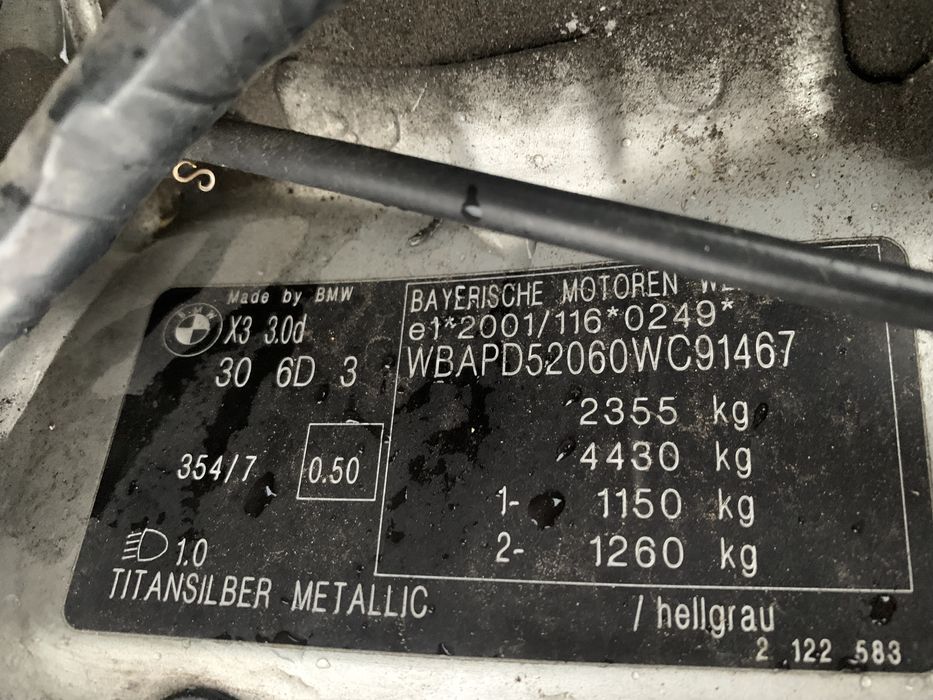 Made by BMW
X3 3.0d
30 6D 3
354/7
0.50
1.0
TITANSILBER METALLIC
/ hellgrau
2 122 583
BAYERISCHE MOTOREN
e1*2001/116*0249*
WBAPD52060WC91467
2355 kg
4430 kg
1- 1150 kg
2- 1260 kg